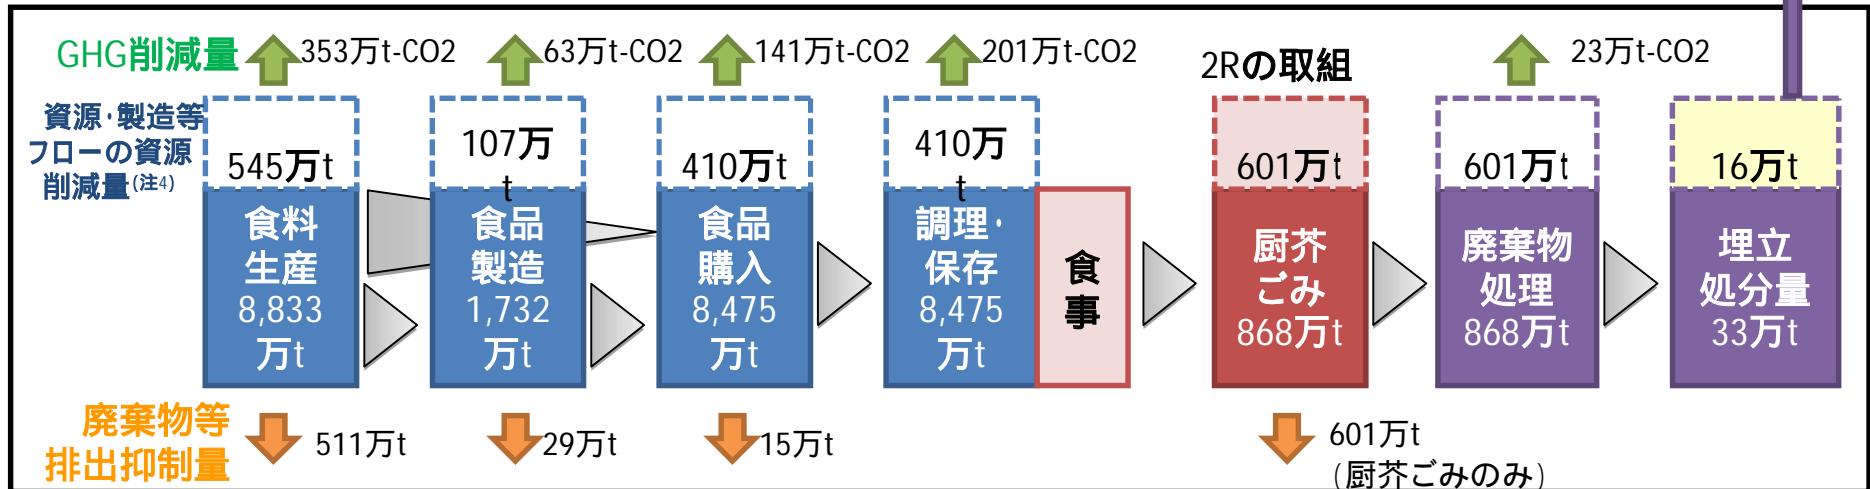 GHG削減量
353万t-CO2
63万t-CO2
141万t-CO2
201万t-CO2
2Rの取組
23万t-CO2
資源・製造等
フローの資源
削減量(注4)
545万t
107万
t
410万t
410万
t
601万t
601万t
16万t
食料
生産
8,833
万t
食品
製造
1,732
万t
食品
購入
8,475
万t
調理・
保存
8,475
万t
食
事
厨芥
ごみ
868万t
廃棄物
処理
868万t
埋立
処分量
33万t
廃棄物等
排出抑制量
511万t
29万t
15万t
601万t
(厨芥ごみのみ)